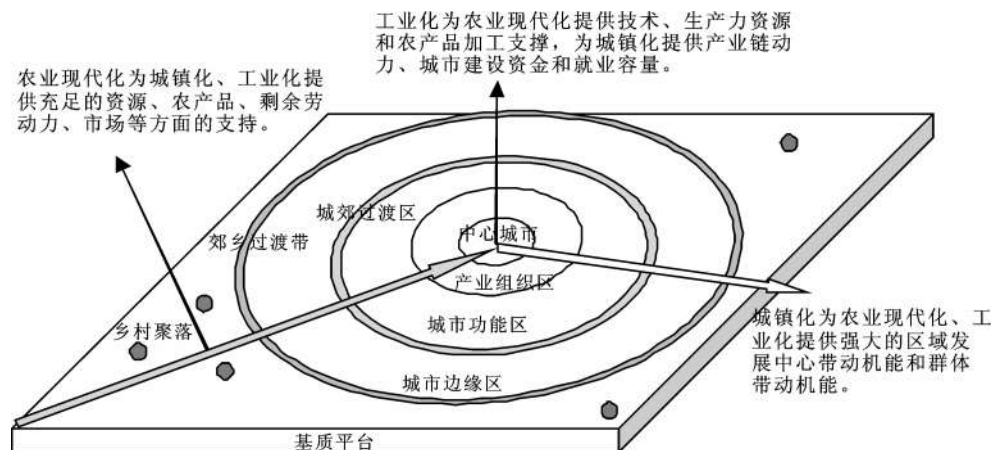 工业化为农业现代化提供技术、生产力资源
和农产品加工支撑，为城镇化提供产业链动
力、城市建设资金和就业容量。
农业现代化为城镇化、工业化提
供充足的资源、农产品、剩余劳
动力、市场等方面的支持。
城郊过渡区
中心城市
郊乡过渡带
产业组织区
乡村聚落
城市功能区
城镇化为农业现代化、工
业化提供强大的区域发
展中心带动机能和群体
带动机能。
城市边缘区
基质平台